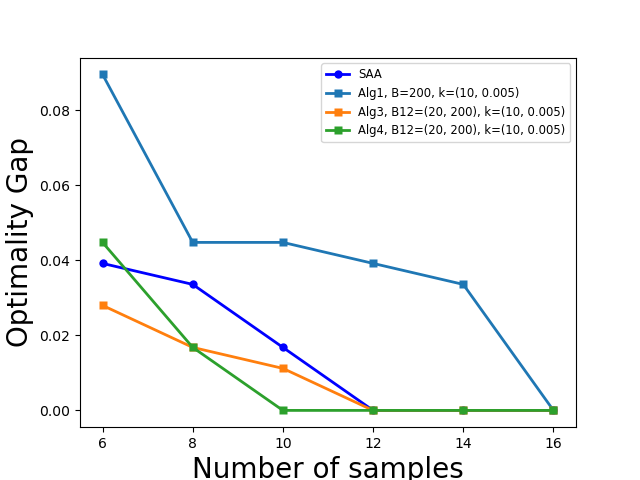 SAA
Alg1, B=200, k=(10, 0.005)
Alg3, B12=(20, 200), k=(10, 0.005)
Alg4, B12=(20, 200), k=(10, 0.005)
Optimality Gap
0.08
0.06
0.04
0.02
0.00
6 8 10 12 14 16
Number of samples